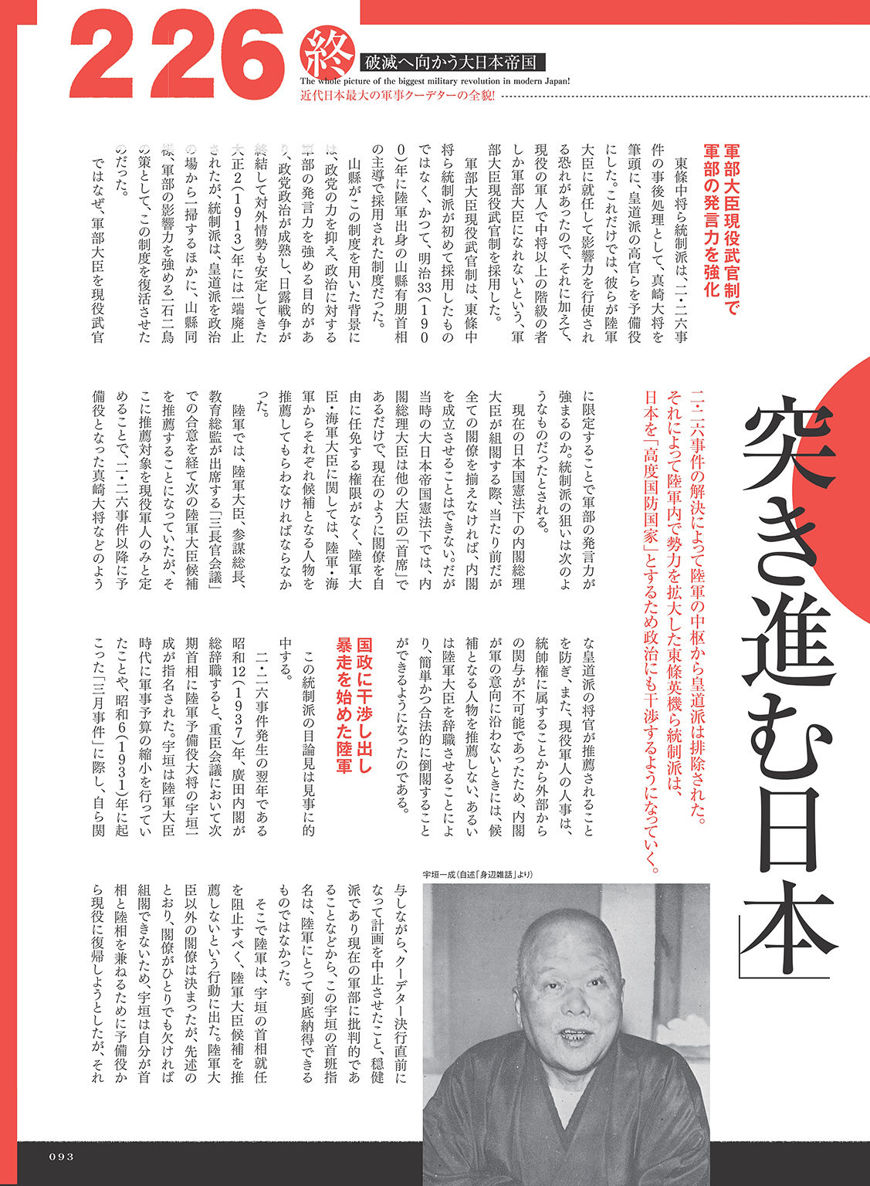 226
終
破滅へ向かう大日本帝国
The whole picture of the biggest military revolution in modern Japan!
近代日本最大の軍事クーデターの全貌!
突き進む日本」
二・二六事件の解決によって陸軍の中枢から皇道派は排除された。
それによって陸軍内で勢力を拡大した東條英機ら統制派は、
日本を「高度国防国家」とするため政治にも干渉するようになっていく。
軍部大臣現役武官制で
軍部の発言力を強化
東條中将ら統制派は、二・二六事
件の事後処理として、真崎大将を
筆頭に、皇道派の高官らを予備役
にした。これだけでは、彼らが陸軍
大臣に就任して影響力を行使され
る恐れがあったので、それに加えて、
現役の軍人で中将以上の階級の者
しか軍部大臣になれないという、軍
部大臣現役武官制を採用した。
軍部大臣現役武官制は、東條中
将ら統制派が初めて採用したもの
ではなく、かつて、明治33(190
0)年に陸軍出身の山縣有朋首相
の主導で採用された制度だった。
山縣がこの制度を用いた背景に
は、政党の力を抑え、政治に対する
軍部の発言力を強める目的があ
り、政党政治が成熟し、日露戦争が
終結して対外情勢も安定してきた
大正2(1913)年には一端廃止
されたが、統制派は、皇道派を政治
の場から一掃するほかに、山縣同
様、軍部の影響力を強める一石二鳥
の策として、この制度を復活させた
のだった。
ではなぜ、軍部大臣を現役武官
に限定することで軍部の発言力が
強まるのか。統制派の狙いは次のよ
うなものだったとされる。
現在の日本国憲法下の内閣総理
大臣が組閣する際、当たり前だが
全ての閣僚を揃えなければ、内閣
を成立させることはできない。だが
当時の大日本帝国憲法下では、内
閣総理大臣は他の大臣の「首席」で
あるだけで、現在のように閣僚を自
由に任免する権限がなく、陸軍大
臣・海軍大臣に関しては、陸軍・海
軍からそれぞれ候補となる人物を
推薦してもらわなければならなか
った。
陸軍では、陸軍大臣、参謀総長、
教育総監が出席する「三長官会議」
での合意を経て次の陸軍大臣候補
を推薦することになっていたが、そ
こに推薦対象を現役軍人のみと定
めることで、二・二六事件以降に予
備役となった真崎大将などのよう
な皇道派の将官が推薦されること
を防ぎ、また、現役軍人の人事は、
統帥権に属することから外部から
の関与が不可能であったため、内閣
が軍の意向に沿わないときには、候
補となる人物を推薦しない、あるい
は陸軍大臣を辞職させることによ
り、簡単かつ合法的に倒閣すること
ができるようになったのである。
国政に干渉し出し
暴走を始めた陸軍
この統制派の目論見は見事に的
中する。
二・二六事件発生の翌年である
昭和12(1937)年、廣田内閣が
総辞職すると、重臣会議において次
期首相に陸軍予備役大将の宇垣一
成が指名された。宇垣は陸軍大臣
時代に軍事予算の縮小を行ってい
たことや、昭和6(1931)年に起
こった「三月事件」に際し、自ら関
与しながら、クーデター決行直前に
なって計画を中止させたこと、穏健
派であり現在の軍部に批判的であ
ることなどから、この宇垣の首班指
名は、陸軍にとって到底納得できる
ものではなかった。
そこで陸軍は、宇垣の首相就任
を阻止すべく、陸軍大臣候補を推
薦しないという行動に出た。陸軍大
臣以外の閣僚は決まったが、先述の
とおり、閣僚がひとりでも欠ければ
組閣できないため、宇垣は自分が首
相と陸相を兼ねるために予備役か
ら現役に復帰しようとしたが、それ
宇垣一成(自述「身辺雑話」より)
093